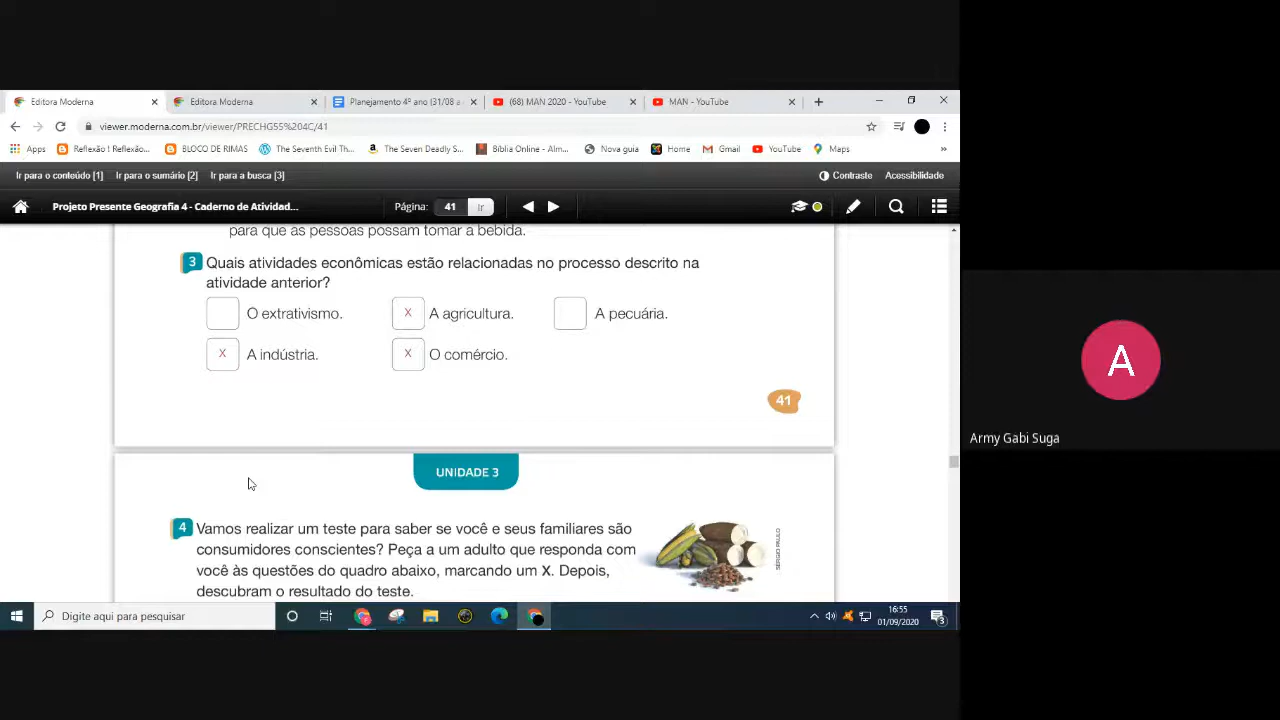 Editora Moderna
Editora Moderna
Planejamento 4º ano (31/08 a
(68) MAN 2020 - YouTube
MAN - YouTube
viewer.moderna.com.br/viewer/PRECHG55%204C/41
Apps
Reflexão ! Reflexão...
BLOCO DE RIMAS
The Seventh Evil Th...
The Seven Deadly S...
Bíblia Online - Alm...
Nova guia
Home
Gmail
YouTube
Maps
»
Ir para o conteúdo [1]
Ir para o sumário [2]
Ir para a busca [3]
Contraste
Acessibilidade
Projeto Presente Geografia 4 - Caderno de Atividad...
Página:
41
Ir
para que as pessoas possam tomar a bebida.
3 Quais atividades econômicas estão relacionadas no processo descrito na
atividade anterior?
O extrativismo.
X A agricultura.
A pecuária.
X A indústria.
X O comércio.
41
UNIDADE 3
4 Vamos realizar um teste para saber se você e seus familiares são
consumidores conscientes? Peça a um adulto que responda com
você às questões do quadro abaixo, marcando um X. Depois,
descubram o resultado do teste.
SÉRGIO PAULO
A
Army Gabi Suga
Digite aqui para pesquisar
16:55
01/09/2020
3